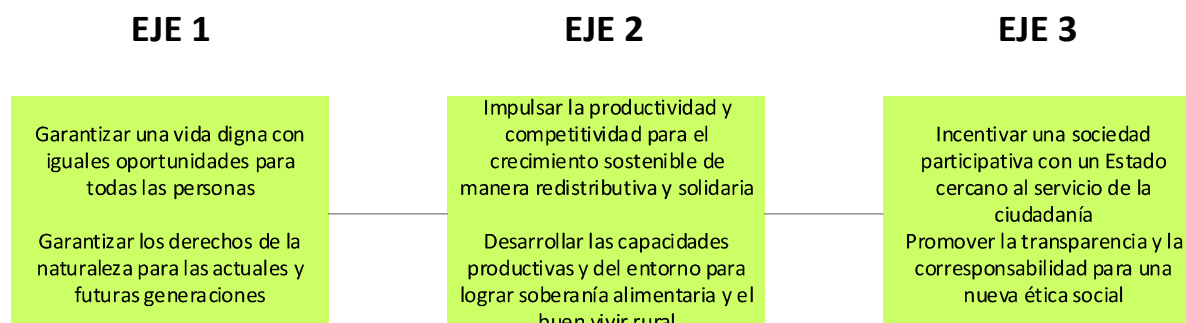 EJE 1
EJE 2
EJE 3
Garantizar una vida digna con
iguales oportunidades para
todas las personas
Garantizar los derechos de la
naturaleza para las actuales y
futuras generaciones
Impulsar la productividad y
competitividad para el
crecimiento sostenible de
manera redistributiva y solidaria
Desarrollar las capacidades
productivas y del entorno para
lograr soberanía alimentaria y el
buen vivir rural
Incentivar una sociedad
participativa con un Estado
cercano al servicio de la
ciudadanía
Promover la transparencia y la
corresponsabilidad para una
nueva ética social